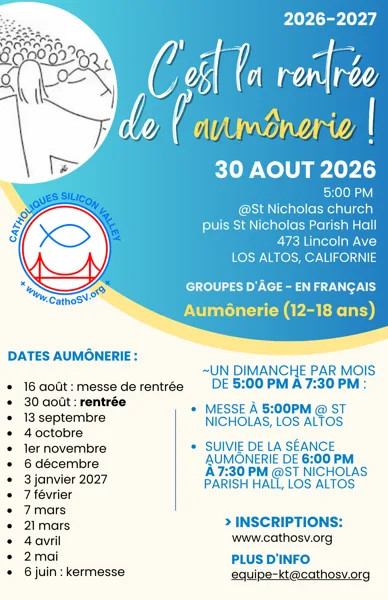 2026-2027
C'est la rentrée
de l'aumônerie !
30 AOUT 2026
5:00 PM
@St Nicholas church
puis St Nicholas Parish Hall
473 Lincoln Ave
LOS ALTOS, CALIFORNIE
CATHOLIQUES SILICON VALLEY
+ www.CathoSV.org +
GROUPES D'ÂGE - EN FRANÇAIS
Aumônerie (12-18 ans)
DATES AUMÔNERIE :
• 16 août : messe de rentrée
• 30 août : rentrée
• 13 septembre
• 4 octobre
• 1er novembre
• 6 décembre
• 3 janvier 2027
• 7 février
• 7 mars
• 21 mars
• 4 avril
• 2 mai
• 6 juin : kermesse
~UN DIMANCHE PAR MOIS
DE 5:00 PM À 7:30 PM :
• MESSE À 5:00PM @ ST
NICHOLAS, LOS ALTOS
• SUIVIE DE LA SÉANCE
AUMÔNERIE DE 6:00 PM
À 7:30 PM @ST NICHOLAS
PARISH HALL, LOS ALTOS
> INSCRIPTIONS:
www.cathosv.org
PLUS D'INFO
equipe-kt@cathosv.org